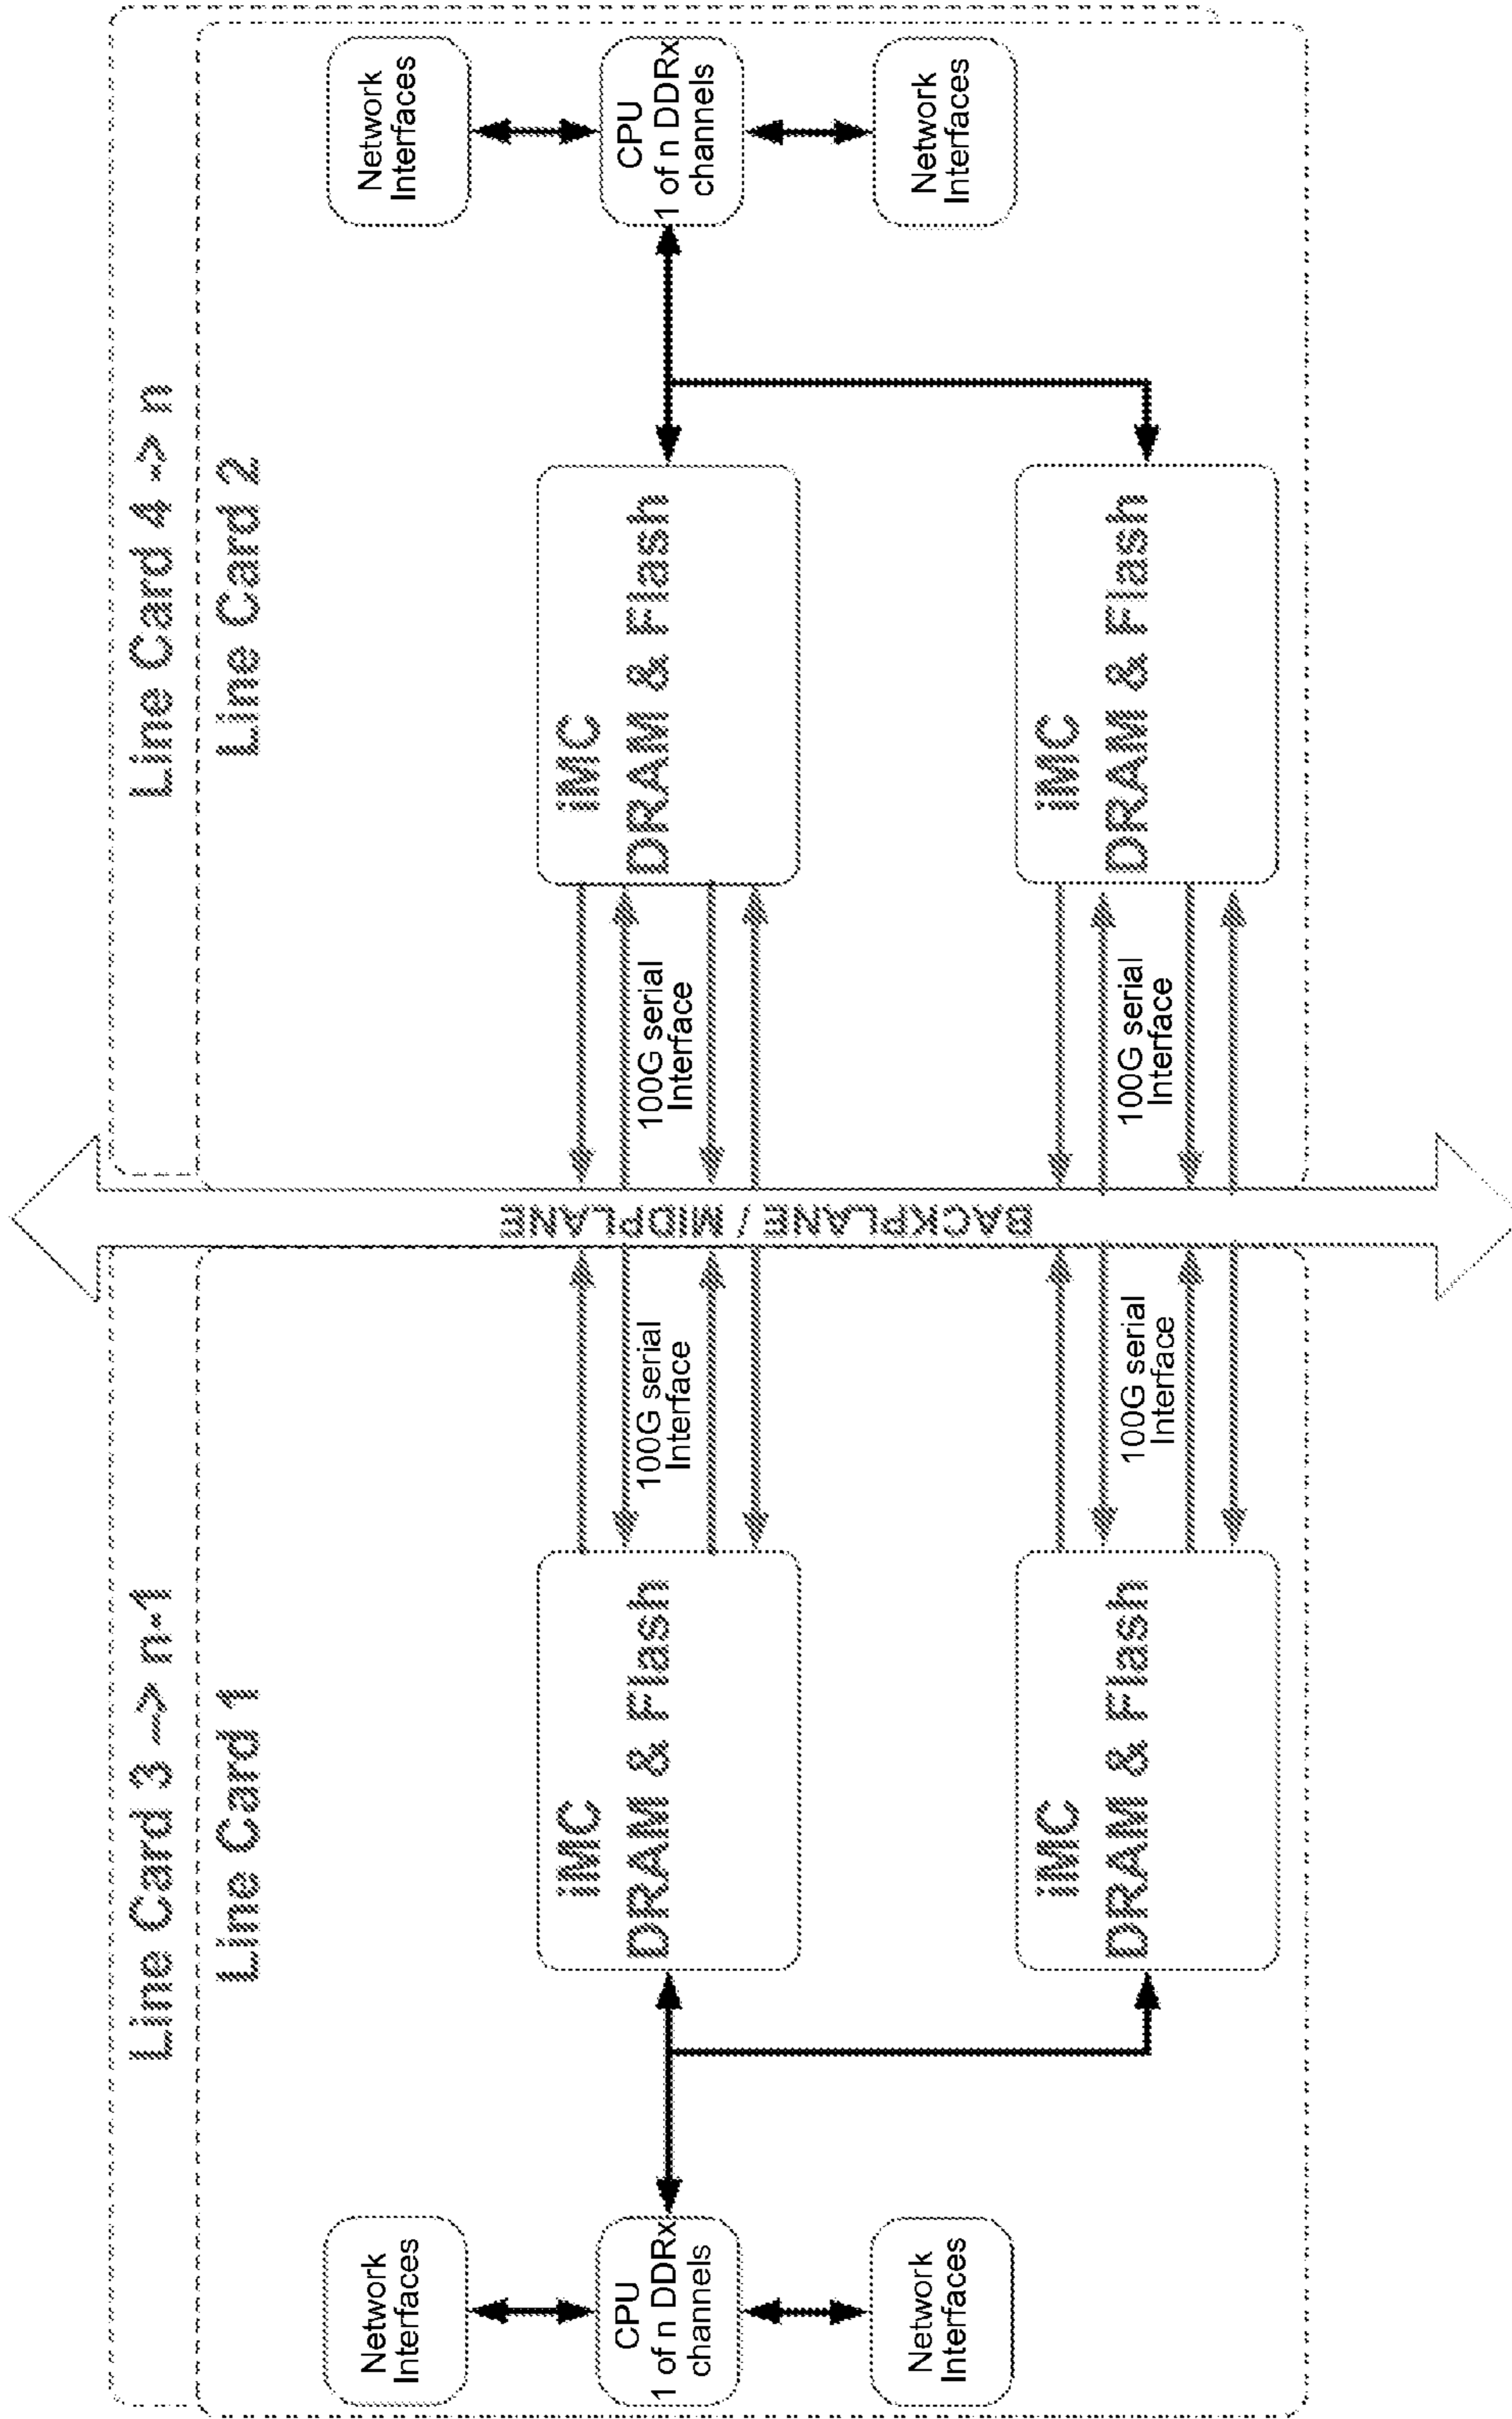 Line Card 3 --> n-1
Line Card 1
Network
Interfaces
CPU
1 of n DDRx
channels
Network
Interfaces
iMC
DRAM & Flash
iMC
DRAM & Flash
100G serial
Interface
100G serial
Interface
BACKPLANE / MIDPLANE
Line Card 4 --> n
Line Card 2
100G serial
Interface
100G serial
Interface
iMC
DRAM & Flash
iMC
DRAM & Flash
Network
Interfaces
CPU
1 of n DDRx
channels
Network
Interfaces